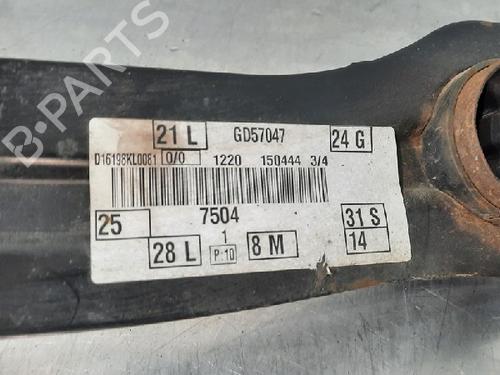 21 L GD57047 24 G
D16198KL0081 0/0 1220 150444 3/4
25 7504 31 S
28 L 1 P:10 8 M 14
B-PARTS